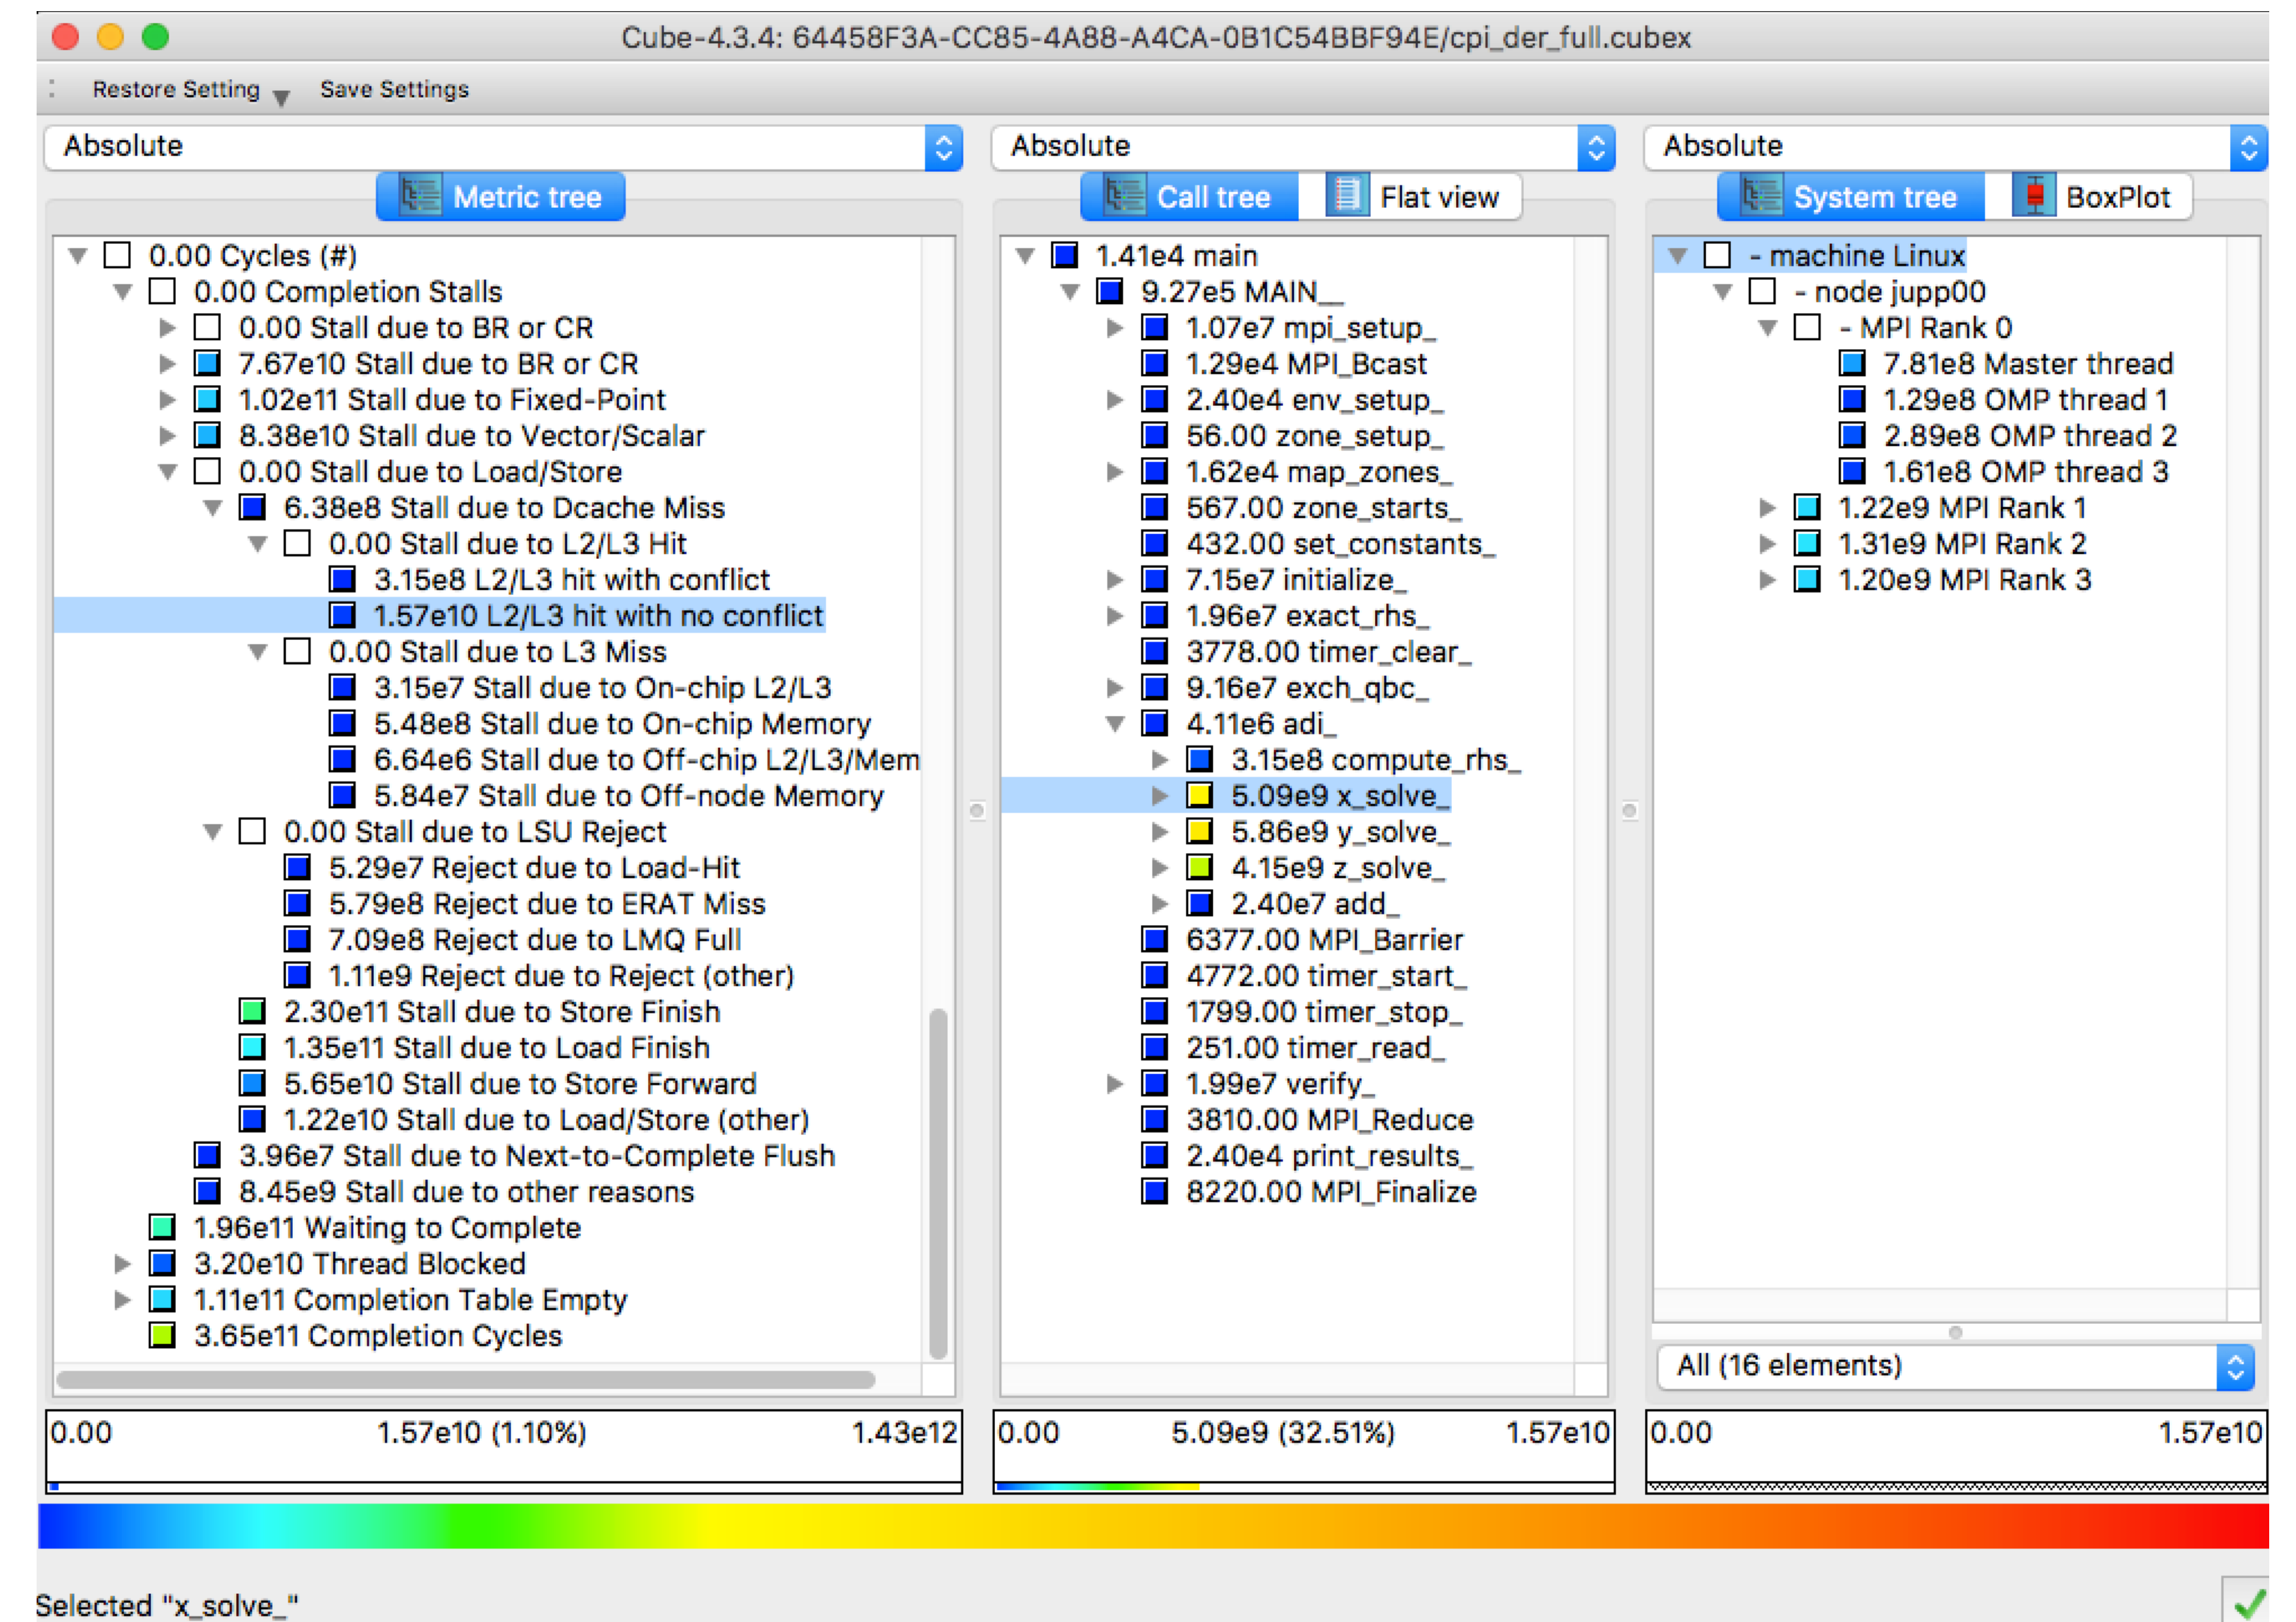 Cube-4.3.4: 64458F3A-CC85-4A88-A4CA-0B1C54BBF94E/cpi_der_full.cubex
Restore Setting Save Settings
Absolute
Metric tree
0.00 Cycles (#)
0.00 Completion Stalls
0.00 Stall due to BR or CR
7.67e10 Stall due to BR or CR
1.02e11 Stall due to Fixed-Point
8.38e10 Stall due to Vector/Scalar
0.00 Stall due to Load/Store
6.38e8 Stall due to Dcache Miss
0.00 Stall due to L2/L3 Hit
3.15e8 L2/L3 hit with conflict
1.57e10 L2/L3 hit with no conflict
0.00 Stall due to L3 Miss
3.15e7 Stall due to On-chip L2/L3
5.48e8 Stall due to On-chip Memory
6.64e6 Stall due to Off-chip L2/L3/Mem
5.84e7 Stall due to Off-node Memory
0.00 Stall due to LSU Reject
5.29e7 Reject due to Load-Hit
5.79e8 Reject due to ERAT Miss
7.09e8 Reject due to LMQ Full
1.11e9 Reject due to Reject (other)
2.30e11 Stall due to Store Finish
1.35e11 Stall due to Load Finish
5.65e10 Stall due to Store Forward
1.22e10 Stall due to Load/Store (other)
3.96e7 Stall due to Next-to-Complete Flush
8.45e9 Stall due to other reasons
1.96e11 Waiting to Complete
3.20e10 Thread Blocked
1.11e11 Completion Table Empty
3.65e11 Completion Cycles
0.00 1.57e10 (1.10%) 1.43e12
Absolute
Call tree Flat view
1.41e4 main
9.27e5 MAIN__
1.07e7 mpi_setup_
1.29e4 MPI_Bcast
2.40e4 env_setup_
56.00 zone_setup_
1.62e4 map_zones_
567.00 zone_starts_
432.00 set_constants_
7.15e7 initialize_
1.96e7 exact_rhs_
3778.00 timer_clear_
9.16e7 exch_qbc_
4.11e6 adi_
3.15e8 compute_rhs_
5.09e9 x_solve_
5.86e9 y_solve_
4.15e9 z_solve_
2.40e7 add_
6377.00 MPI_Barrier
4772.00 timer_start_
1799.00 timer_stop_
251.00 timer_read_
1.99e7 verify_
3810.00 MPI_Reduce
2.40e4 print_results_
8220.00 MPI_Finalize
0.00 5.09e9 (32.51%) 1.57e10
Absolute
System tree BoxPlot
- machine Linux
- node jupp00
- MPI Rank 0
7.81e8 Master thread
1.29e8 OMP thread 1
2.89e8 OMP thread 2
1.61e8 OMP thread 3
1.22e9 MPI Rank 1
1.31e9 MPI Rank 2
1.20e9 MPI Rank 3
All (16 elements)
0.00 1.57e10
Selected "x_solve_"